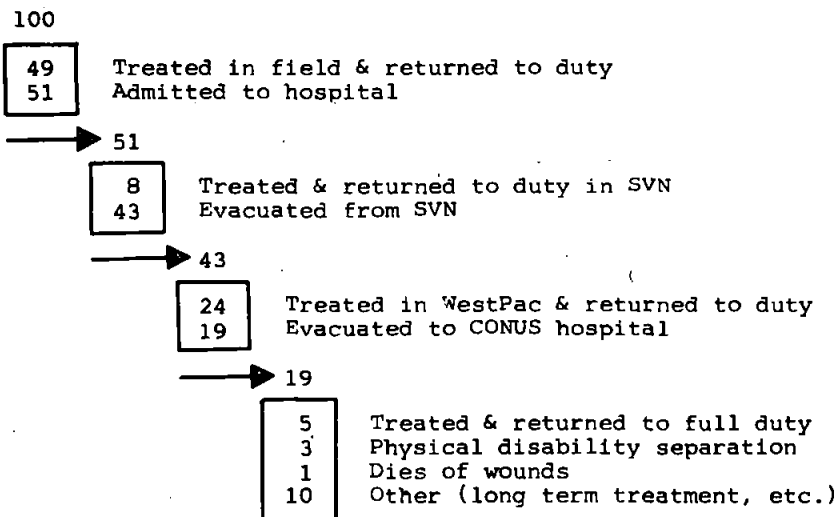 100
49 Treated in field & returned to duty
51 Admitted to hospital
51
8 Treated & returned to duty in SVN
43 Evacuated from SVN
43
24 Treated in WestPac & returned to duty
19 Evacuated to CONUS hospital
19
5 Treated & returned to full duty
3 Physical disability separation
1 Dies of wounds
10 Other (long term treatment, etc.)